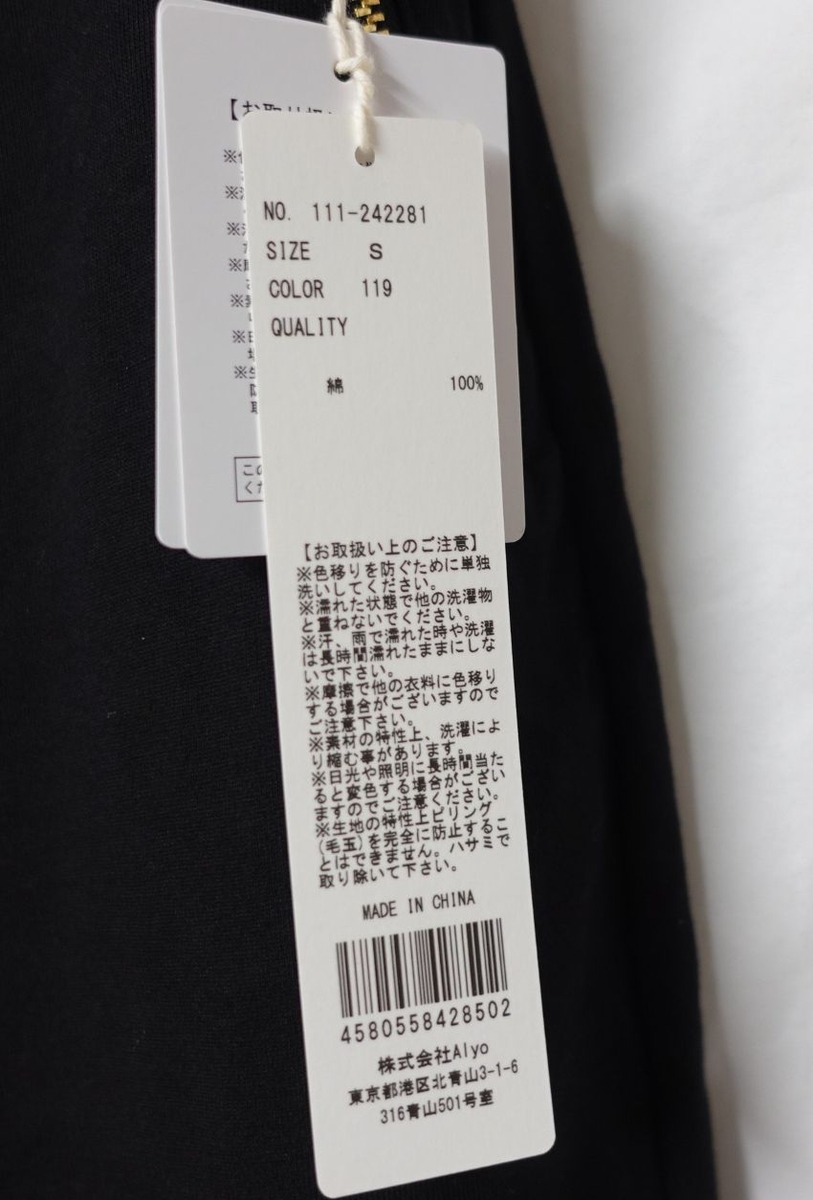 【お取り扱い
※
※
※
※
※
※
※
この
くだ
NO. 111-242281
SIZE S
COLOR 119
QUALITY
綿 100%
【お取扱い上のご注意】
※色移りを防ぐために単独
洗いしてください。
※濡れた状態で他の洗濯物
と重ねないでください。
※汗、雨で濡れた時や洗濯
は長時間濡れたままにしな
いで下さい。
※摩擦で他の衣料に色移り
する場合がございますので
ご注意下さい。
※素材の特性上、洗濯によ
り縮む事があります。
※日光や照明に長時間当た
ると変色する場合がござい
ますのでご注意ください。
※生地の特性上ピリング
(毛玉)を完全に防止するこ
とはできません。ハサミで
取り除いて下さい。
MADE IN CHINA
4580558428502
株式会社Alyo
東京都港区北青山3-1-6
316青山501号室